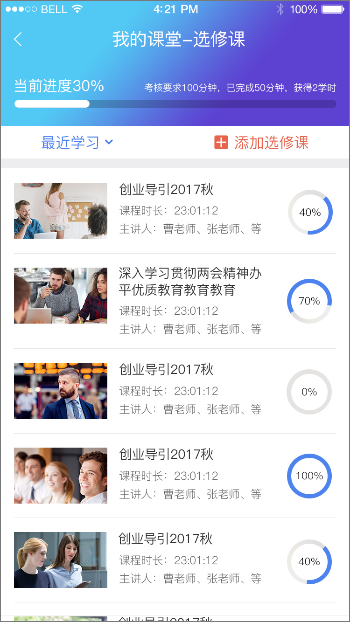 BELL 4:21 PM 100%
我的课堂-选修课
当前进度30% 考核要求100分钟，已完成50分钟，获得2学时
最近学习 添加选修课
创业导引2017秋
课程时长：23:01:12
主讲人：曹老师、张老师、等
40%
深入学习贯彻两会精神办
平优质教育教育教育
课程时长：23:01:12
主讲人：曹老师、张老师、等
70%
创业导引2017秋
课程时长：23:01:12
主讲人：曹老师、张老师、等
0%
创业导引2017秋
课程时长：23:01:12
主讲人：曹老师、张老师、等
100%
创业导引2017秋
课程时长：23:01:12
主讲人：曹老师、张老师、等
40%
创业导引2017秋